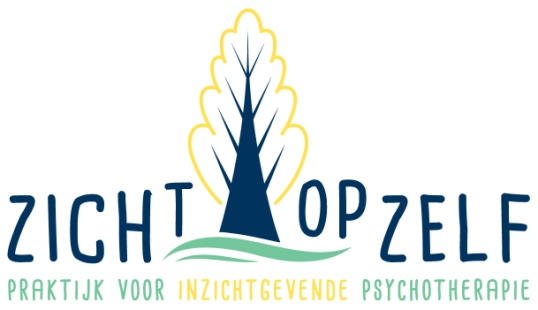 ZICHT OP ZELF
PRAKTIJK VOOR INZICHTGEVENDE PSYCHOTHERAPIE